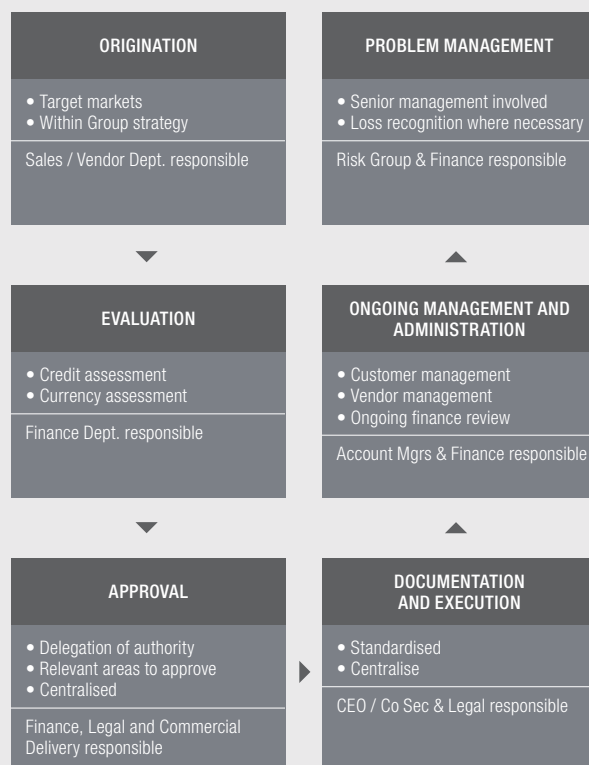 ORIGINATION
• Target markets
• Within Group strategy
Sales / Vendor Dept. responsible
EVALUATION
• Credit assessment
• Currency assessment
Finance Dept. responsible
APPROVAL
• Delegation of authority
• Relevant areas to approve
• Centralised
Finance, Legal and Commercial
Delivery responsible
DOCUMENTATION
AND EXECUTION
• Standardised
• Centralise
CEO / Co Sec & Legal responsible
ONGOING MANAGEMENT AND
ADMINISTRATION
• Customer management
• Vendor management
• Ongoing finance review
Account Mgrs & Finance responsible
PROBLEM MANAGEMENT
• Senior management involved
• Loss recognition where necessary
Risk Group & Finance responsible